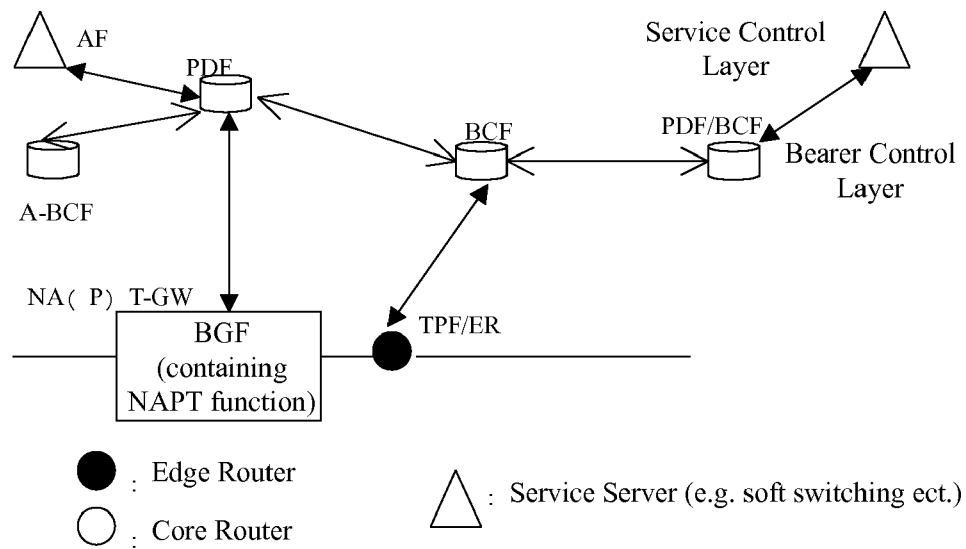 AF
Service Control
Layer
PDF
BCF
PDF/BCF
Bearer Control
Layer
A-BCF
NA( P) T-GW
TPF/ER
BGF
(containing
NAPT function)
: Edge Router
: Core Router
: Service Server (e.g. soft switching ect.)